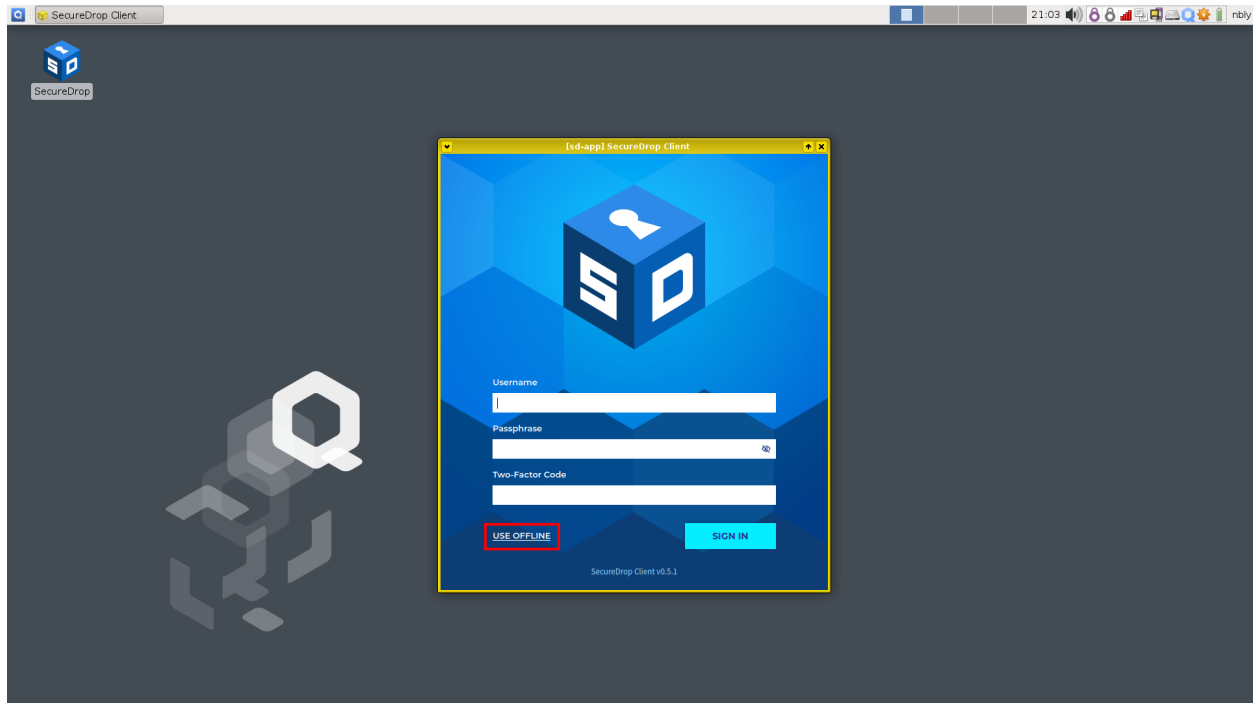 SecureDrop Client
21:03
nbly
SecureDrop
[sd-app] SecureDrop Client
S D
Username
Passphrase
Two-Factor Code
USE OFFLINE
SIGN IN
SecureDrop Client v0.5.1